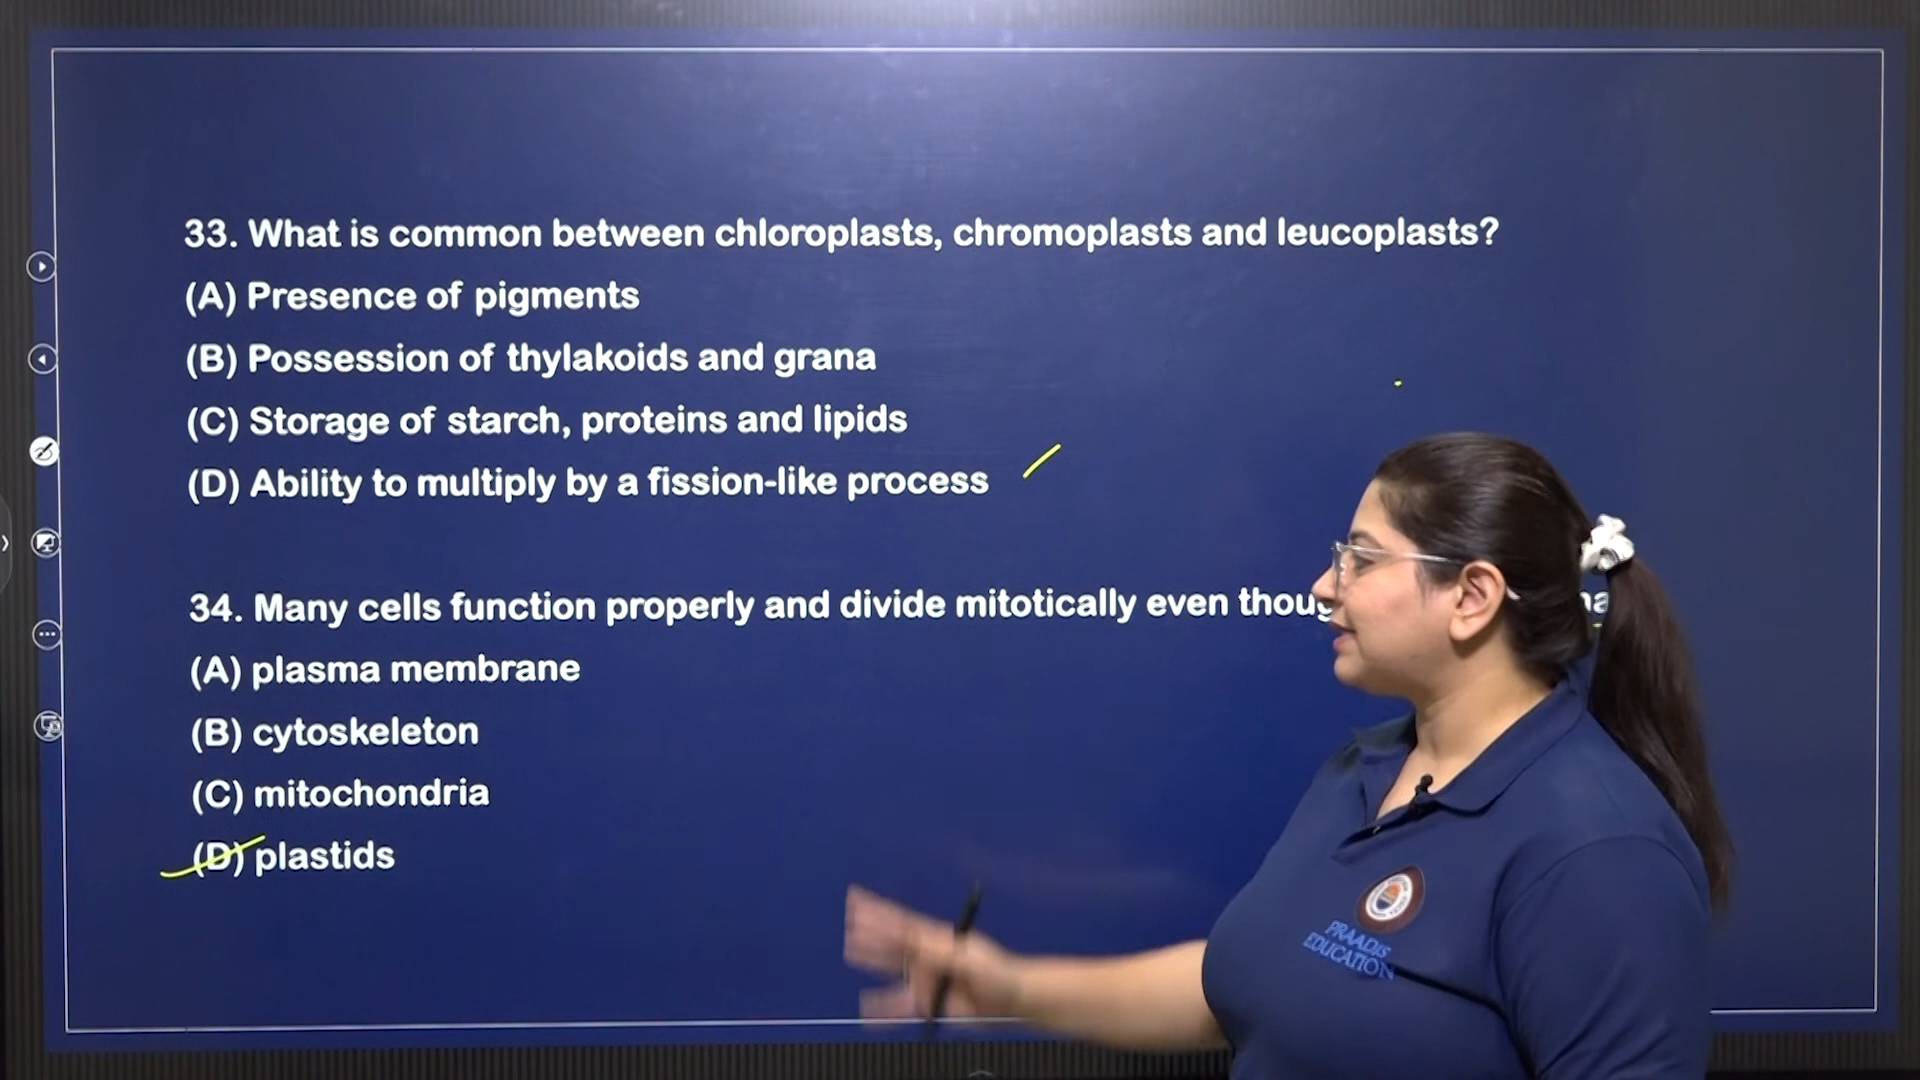 33. What is common between chloroplasts, chromoplasts and leucoplasts?
(A) Presence of pigments
(B) Possession of thylakoids and grana
(C) Storage of starch, proteins and lipids
(D) Ability to multiply by a fission-like process
34. Many cells function properly and divide mitotically even
(A) plasma membrane
(B) cytoskeleton
(C) mitochondria
(D) plastids
PRAADIS
EDUCATION